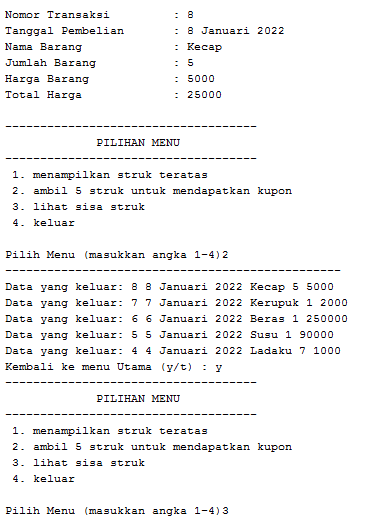 Nomor Transaksi : 8
Tanggal Pembelian : 8 Januari 2022
Nama Barang : Kecap
Jumlah Barang : 5
Harga Barang : 5000
Total Harga : 25000
------------------------------------
PILIHAN MENU
------------------------------------
1. menampilkan struk teratas
2. ambil 5 struk untuk mendapatkan kupon
3. lihat sisa struk
4. keluar
Pilih Menu (masukkan angka 1-4)2
------------------------------------------------
Data yang keluar: 8 8 Januari 2022 Kecap 5 5000
Data yang keluar: 7 7 Januari 2022 Kerupuk 1 2000
Data yang keluar: 6 6 Januari 2022 Beras 1 250000
Data yang keluar: 5 5 Januari 2022 Susu 1 90000
Data yang keluar: 4 4 Januari 2022 Ladaku 7 1000
Kembali ke menu Utama (y/t) : y
------------------------------------
PILIHAN MENU
------------------------------------
1. menampilkan struk teratas
2. ambil 5 struk untuk mendapatkan kupon
3. lihat sisa struk
4. keluar
Pilih Menu (masukkan angka 1-4)3